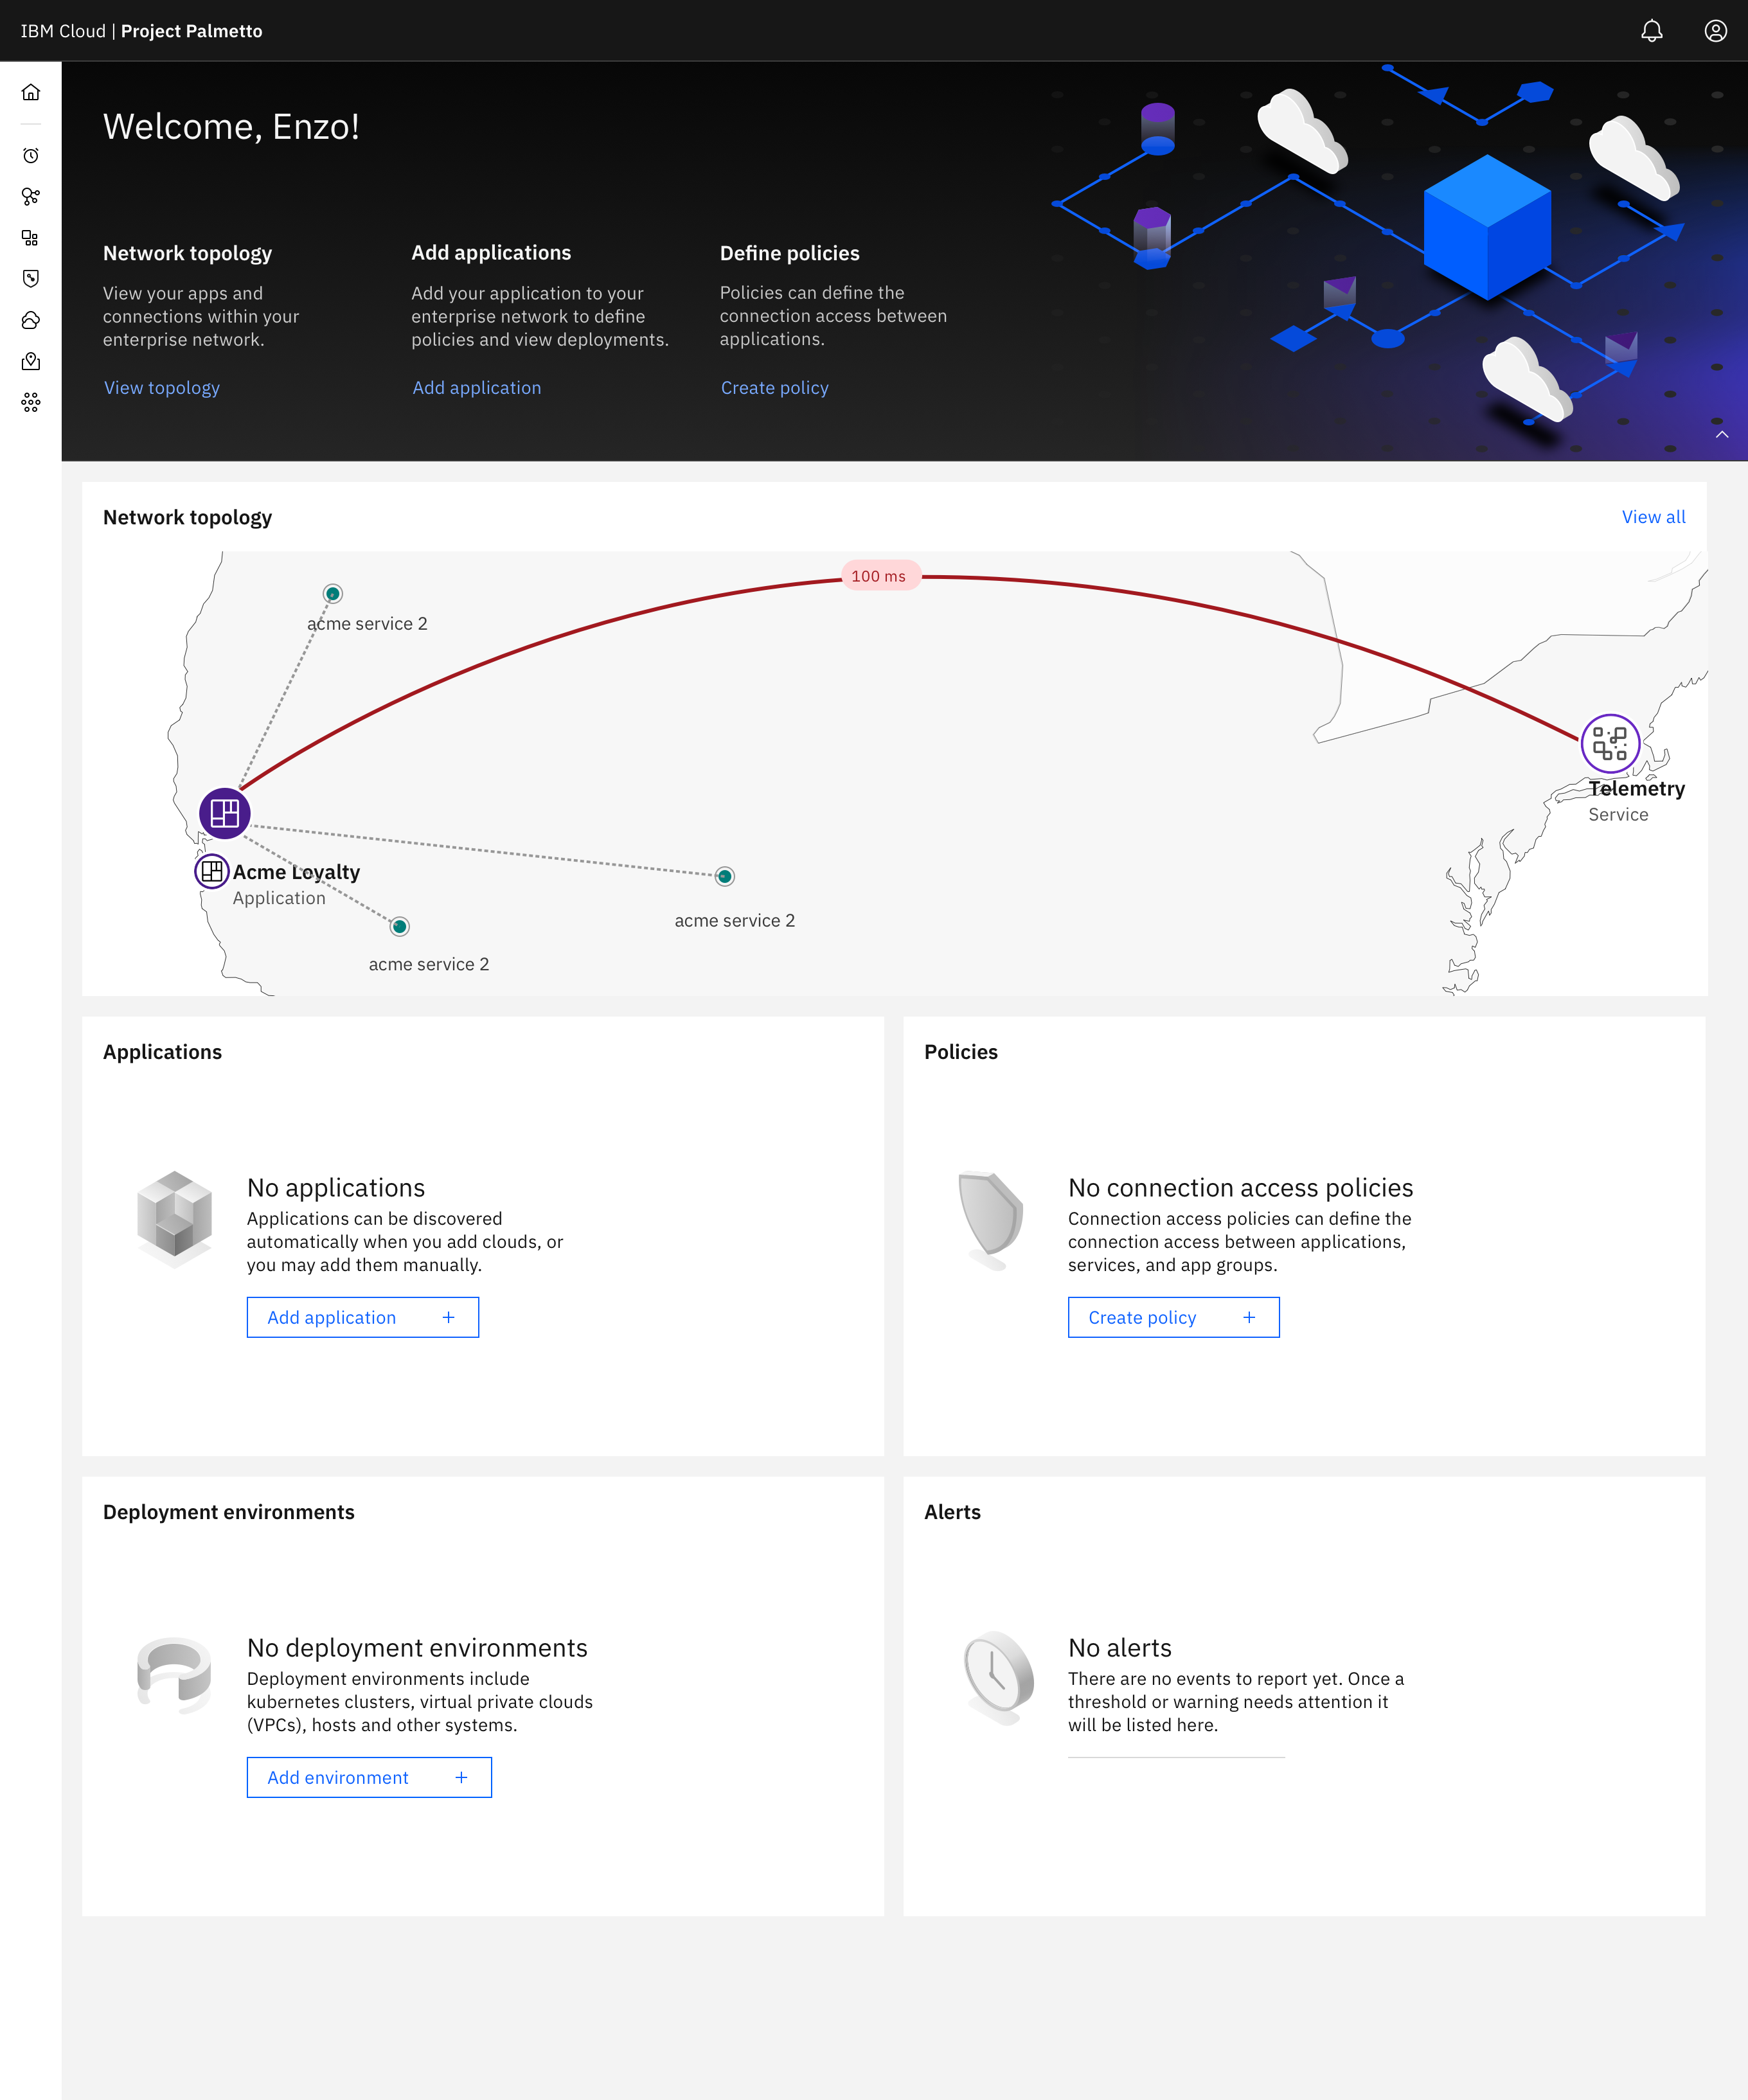 IBM Cloud | Project Palmetto
Welcome, Enzo!
Network topology
View your apps and
connections within your
enterprise network.
View topology
Add applications
Add your application to your
enterprise network to define
policies and view deployments.
Add application
Define policies
Policies can define the
connection access between
applications.
Create policy
Network topology
View all
100 ms
acme service 2
Telemetry
Service
Acme Loyalty
Application
acme service 2
acme service 2
Applications
No applications
Applications can be discovered
automatically when you add clouds, or
you may add them manually.
Add application +
Policies
No connection access policies
Connection access policies can define the
connection access between applications,
services, and app groups.
Create policy +
Deployment environments
No deployment environments
Deployment environments include
kubernetes clusters, virtual private clouds
(VPCs), hosts and other systems.
Add environment +
Alerts
No alerts
There are no events to report yet. Once a
threshold or warning needs attention it
will be listed here.